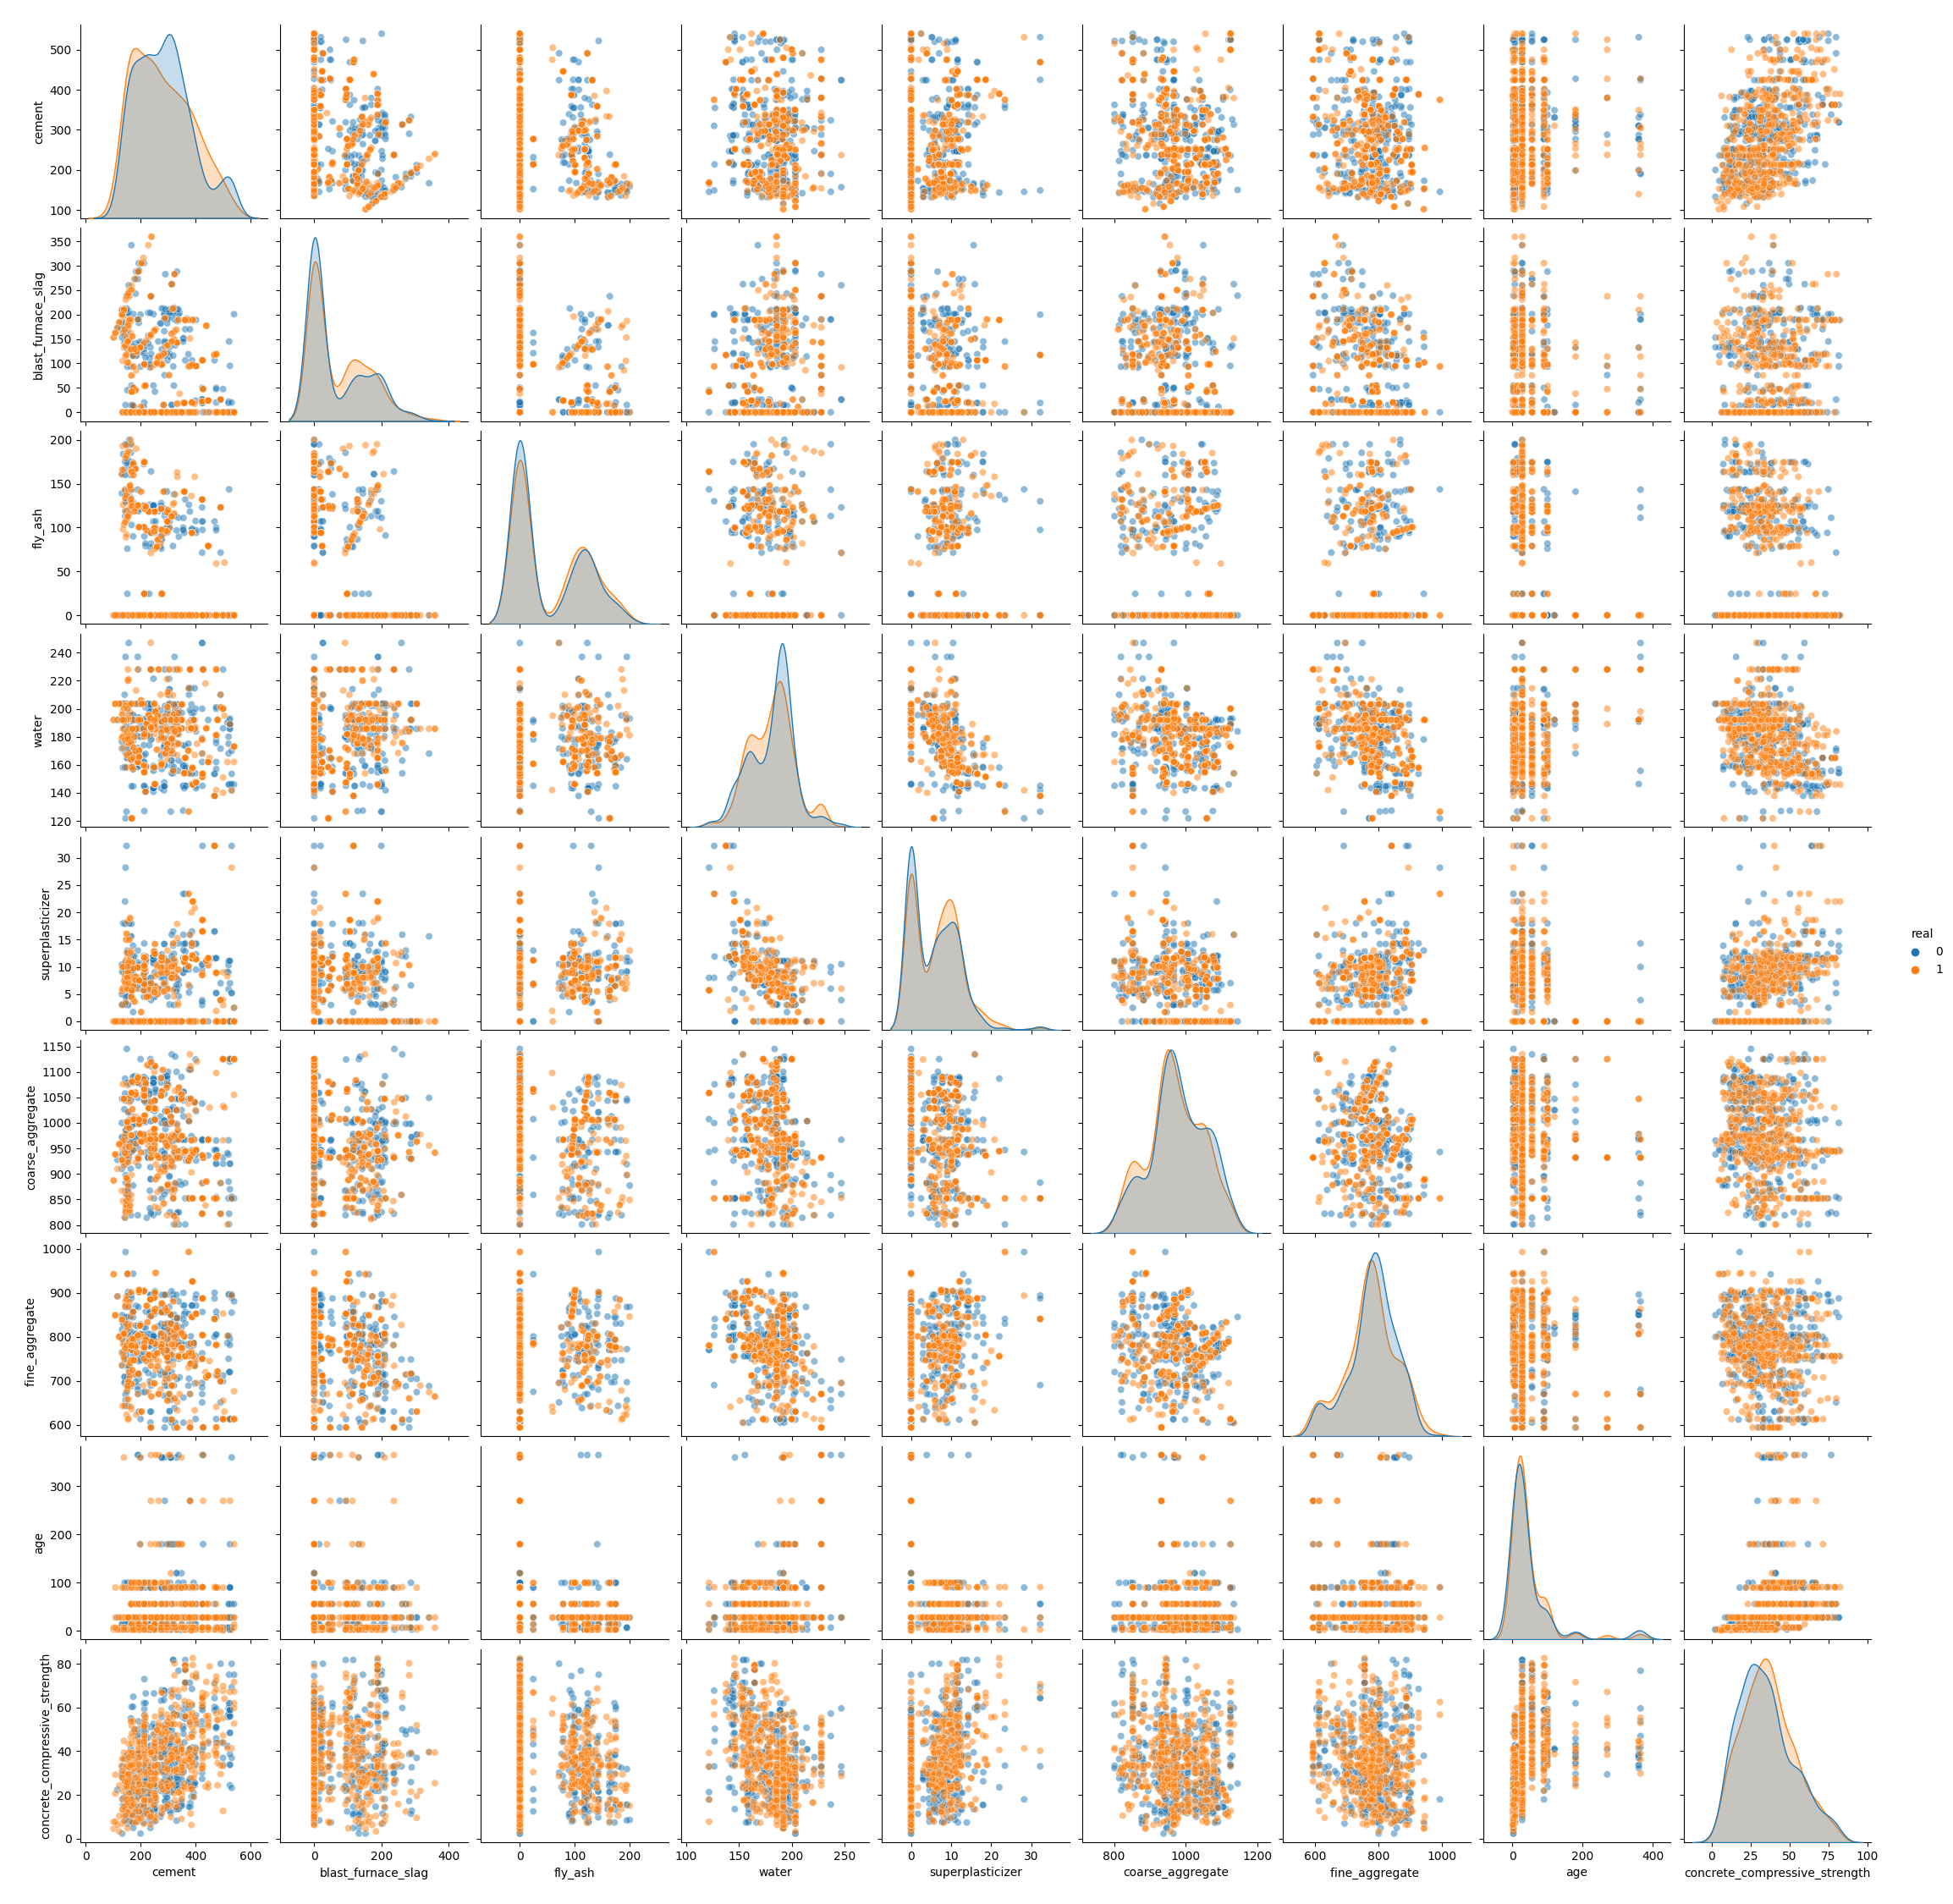 500
400
300
200
100
cement
350
300
250
200
150
100
50
0
blast_furnace_slag
200
150
100
50
0
fly_ash
240
220
200
180
160
140
120
water
30
25
20
15
10
5
0
superplasticizer
real
0
1
1150
1100
1050
1000
950
900
850
800
coarse_aggregate
1000
900
800
700
600
fine_aggregate
300
200
100
0
age
80
60
40
20
0
concrete_compressive_strength
0 200 400 600
0 200 400
0 100 200
100 150 200 250
0 10 20 30
800 1000 1200
600 800 1000
0 200 400
0 25 50 75 100
cement
blast_furnace_slag
fly_ash
water
superplasticizer
coarse_aggregate
fine_aggregate
age
concrete_compressive_strength